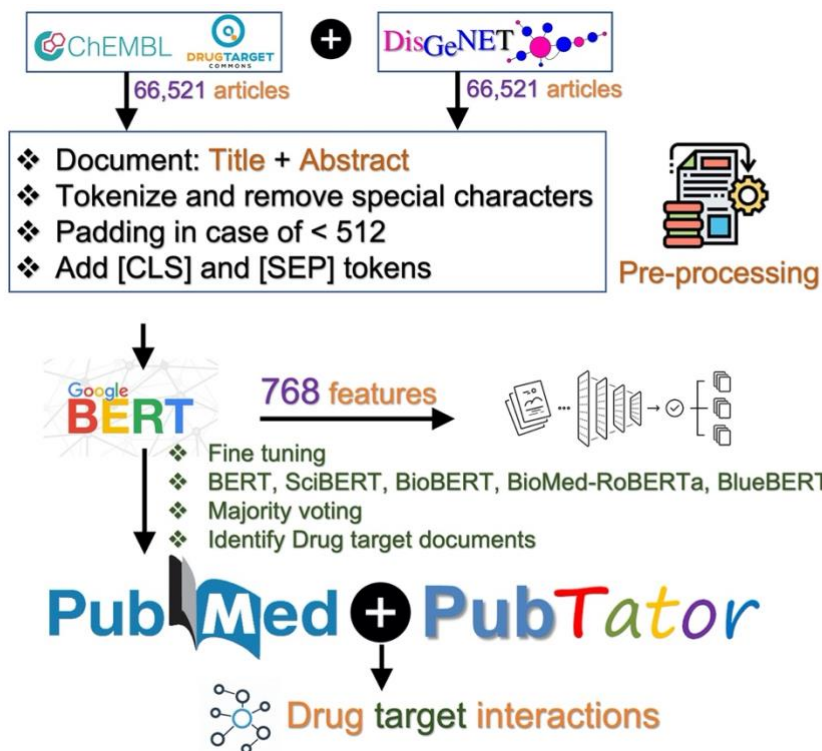 ChEMBL
DRUGTARGET
COMMONS
+
DisGeNET
66,521 articles
66,521 articles
❖ Document: Title + Abstract
❖ Tokenize and remove special characters
❖ Padding in case of < 512
❖ Add [CLS] and [SEP] tokens
Pre-processing
Google
BERT
768 features
❖ Fine tuning
❖ BERT, SciBERT, BioBERT, BioMed-RoBERTa, BlueBERT
❖ Majority voting
❖ Identify Drug target documents
PubMed + PubTator
Drug target interactions